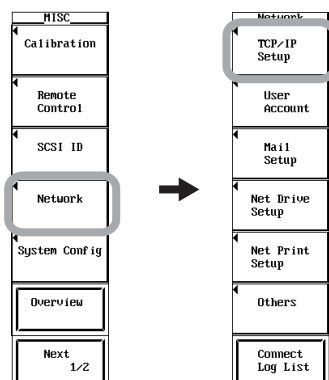 MISC
Calibration
Remote
Control
SCSI ID
Network
System Config
Overview
Next
1/2
Network
TCP/IP
Setup
User
Account
Mail
Setup
Net Drive
Setup
Net Print
Setup
Others
Connect
Log List